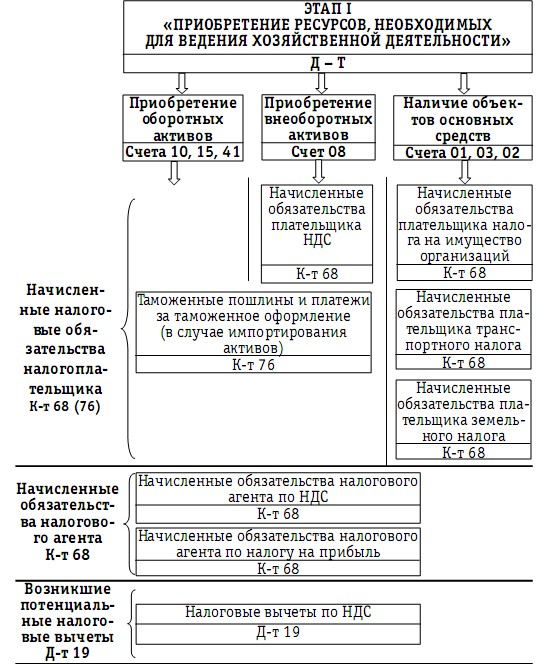 ЭТАП I
«ПРИОБРЕТЕНИЕ РЕСУРСОВ, НЕОБХОДИМЫХ
ДЛЯ ВЕДЕНИЯ ХОЗЯЙСТВЕННОЙ ДЕЯТЕЛЬНОСТИ»
Д – Т
Приобретение
оборотных
активов
Счета 10, 15, 41
Приобретение
внеоборотных
активов
Счет 08
Наличие объек-
тов основных
средств
Счета 01, 03, 02
Начислен-
ные налого-
вые обя-
зательства
налогопла-
тельщика
К-т 68 (76)
Начисленные
обязательства
плательщика
НДС
К-т 68
Начисленные
обязательства
плательщика нало-
га на имущество
организаций
К-т 68
Таможенные пошлины и платежи
за таможенное оформление
(в случае импортирования
активов)
К-т 76
Начисленные
обязательства пла-
тельщика тран-
спортного налога
К-т 68
Начисленные
обязательства пла-
тельщика земель-
ного налога
К-т 68
Начисленные
обязательст-
ва налогово-
го агента
К-т 68
Начисленные обязательства налогового
агента по НДС
К-т 68
Начисленные обязательства налогового
агента по налогу на прибыль
К-т 68
Возникшие
потенциаль-
ные налого-
вые вычеты
Д-т 19
Налоговые вычеты по НДС
Д-т 19